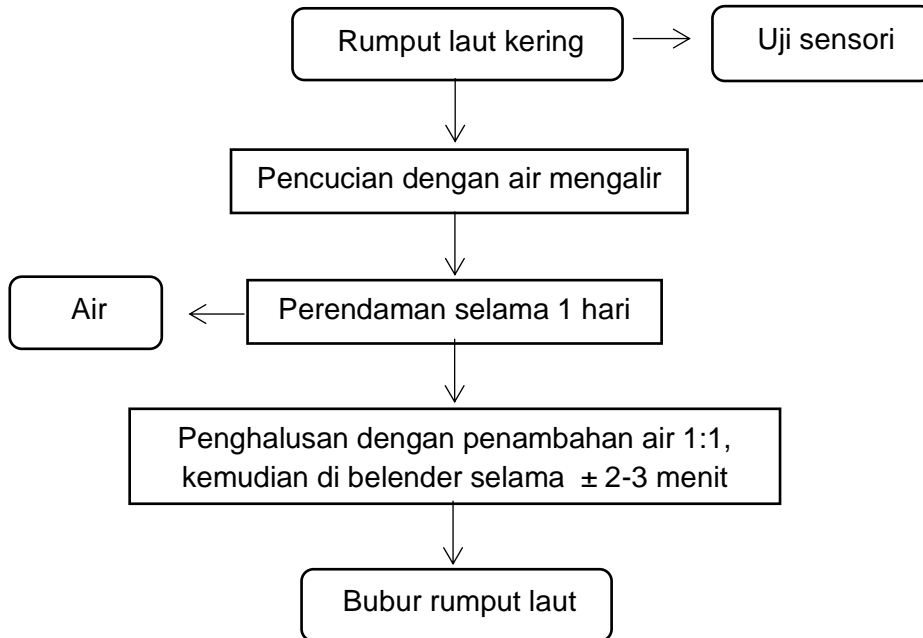 Rumput laut kering
Uji sensori
Pencucian dengan air mengalir
Air
Perendaman selama 1 hari
Penghalusan dengan penambahan air 1:1,
kemudian di belender selama ± 2-3 menit
Bubur rumput laut